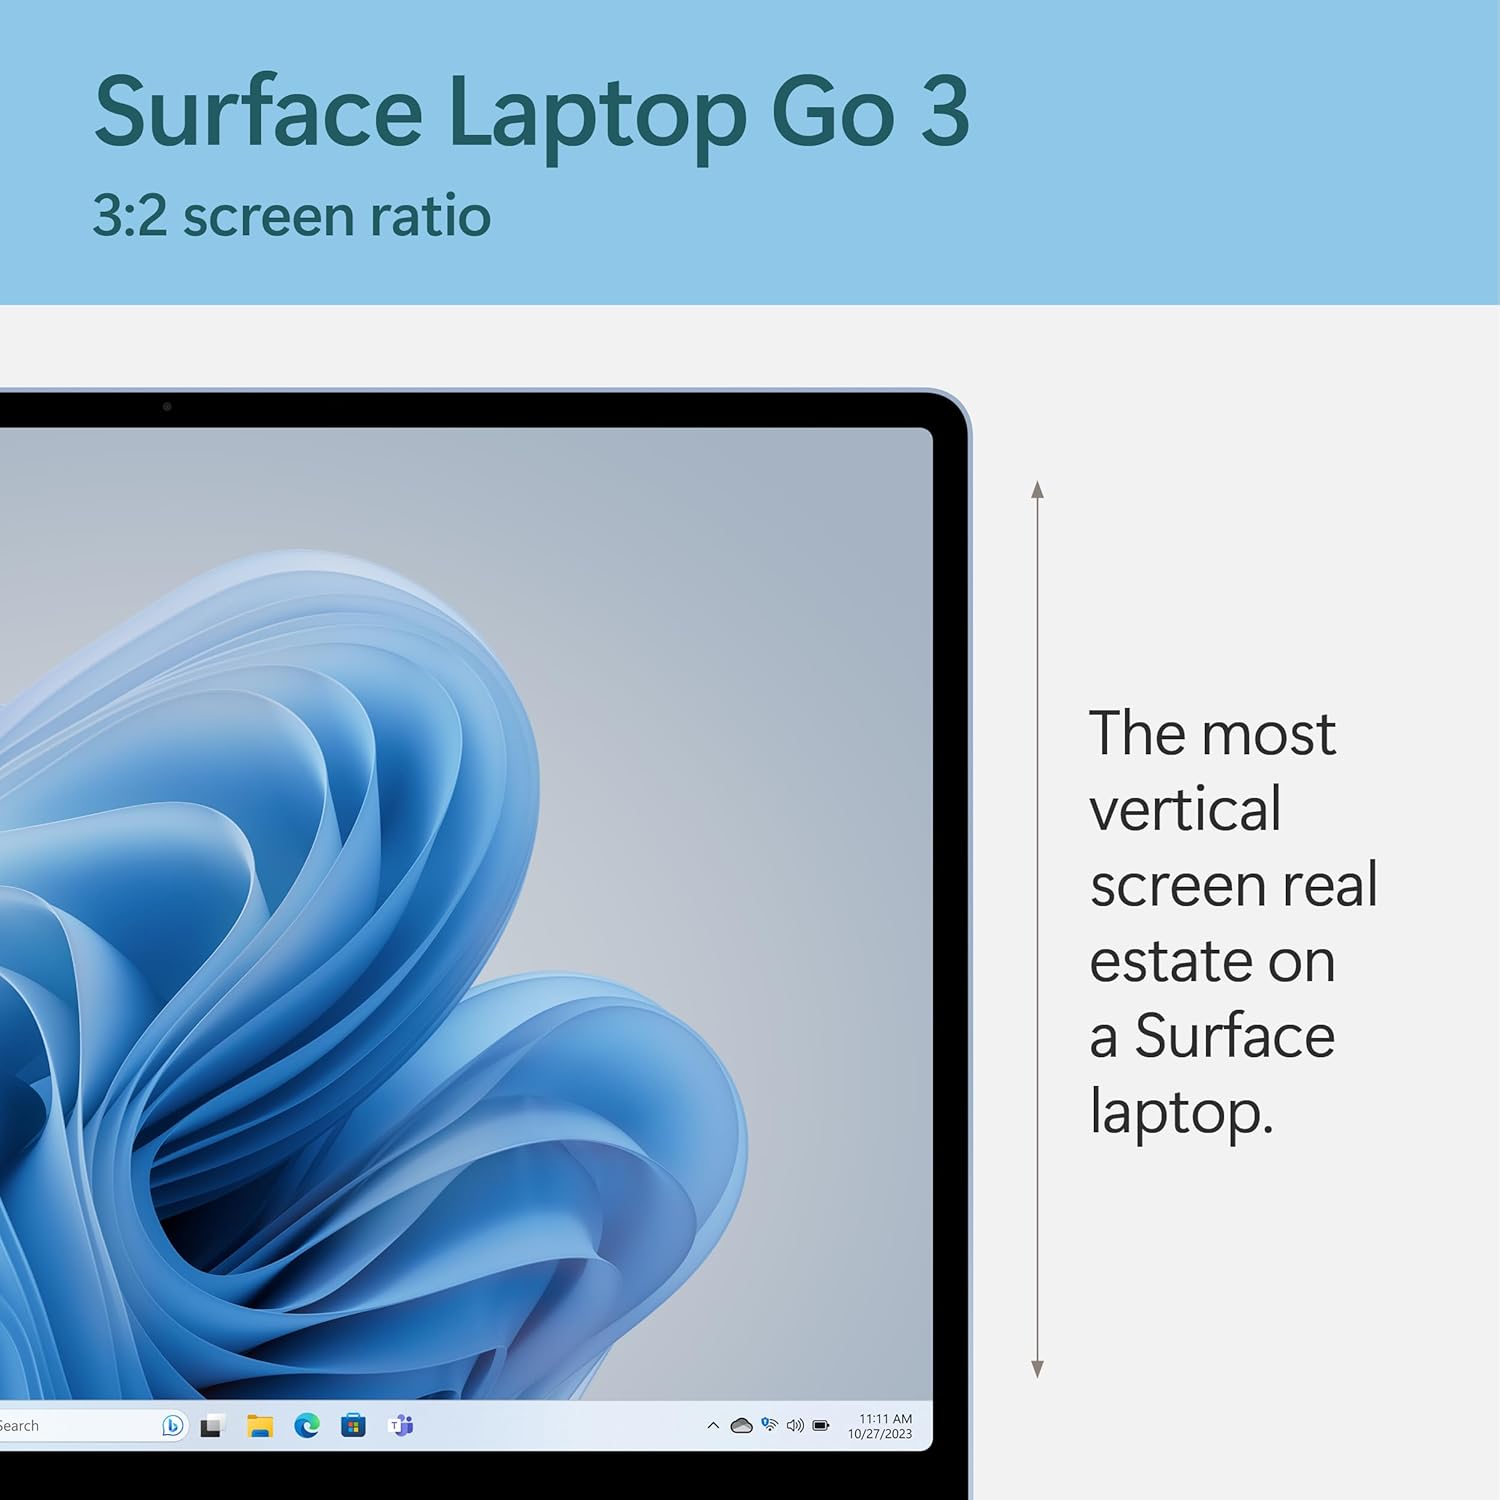 Surface Laptop Go 3
3:2 screen ratio
The most
vertical
screen real
estate on
a Surface
laptop.
Search
11:11 AM
10/27/2023